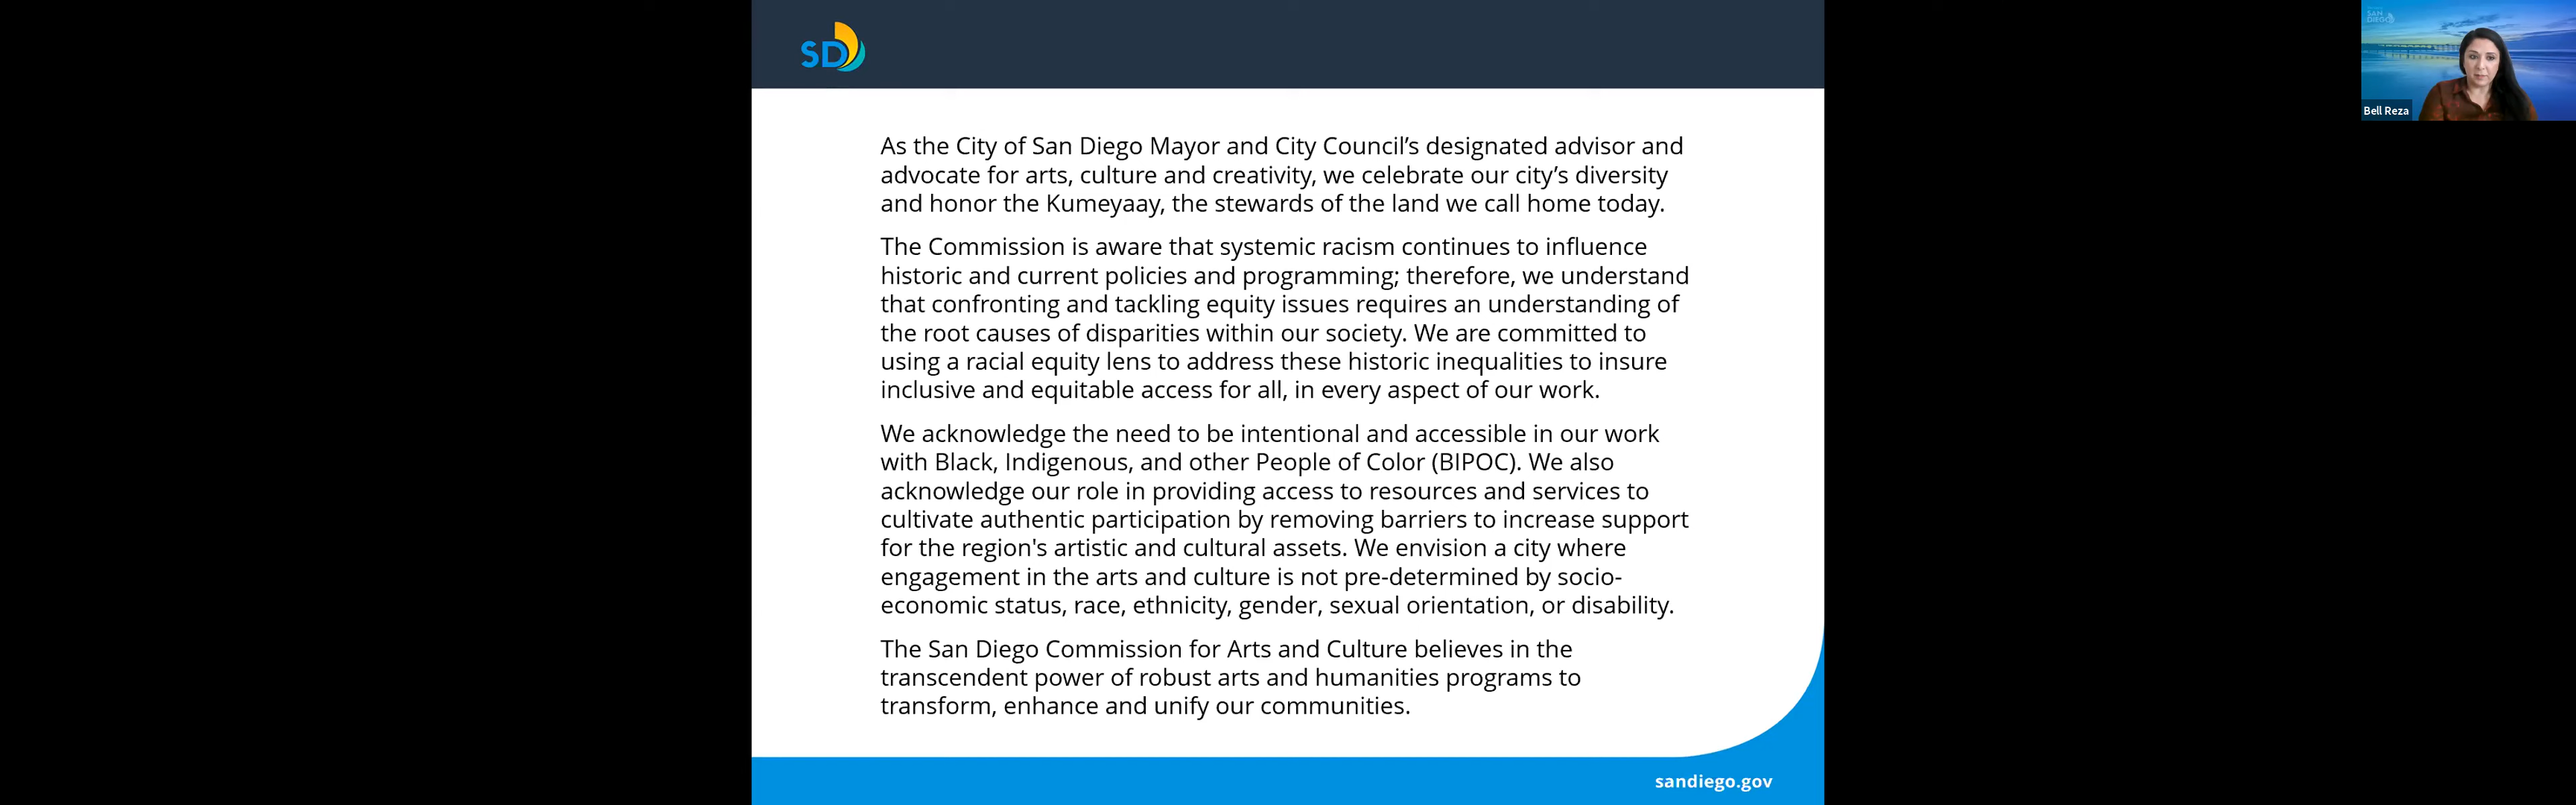 SD
As the City of San Diego Mayor and City Council’s designated advisor and
advocate for arts, culture and creativity, we celebrate our city’s diversity
and honor the Kumeyaay, the stewards of the land we call home today.
The Commission is aware that systemic racism continues to influence
historic and current policies and programming; therefore, we understand
that confronting and tackling equity issues requires an understanding of
the root causes of disparities within our society. We are committed to
using a racial equity lens to address these historic inequalities to insure
inclusive and equitable access for all, in every aspect of our work.
We acknowledge the need to be intentional and accessible in our work
with Black, Indigenous, and other People of Color (BIPOC). We also
acknowledge our role in providing access to resources and services to
cultivate authentic participation by removing barriers to increase support
for the region's artistic and cultural assets. We envision a city where
engagement in the arts and culture is not pre-determined by socio-
economic status, race, ethnicity, gender, sexual orientation, or disability.
The San Diego Commission for Arts and Culture believes in the
transcendent power of robust arts and humanities programs to
transform, enhance and unify our communities.
sandiego.gov
SAN
DIEGO
Bell Reza